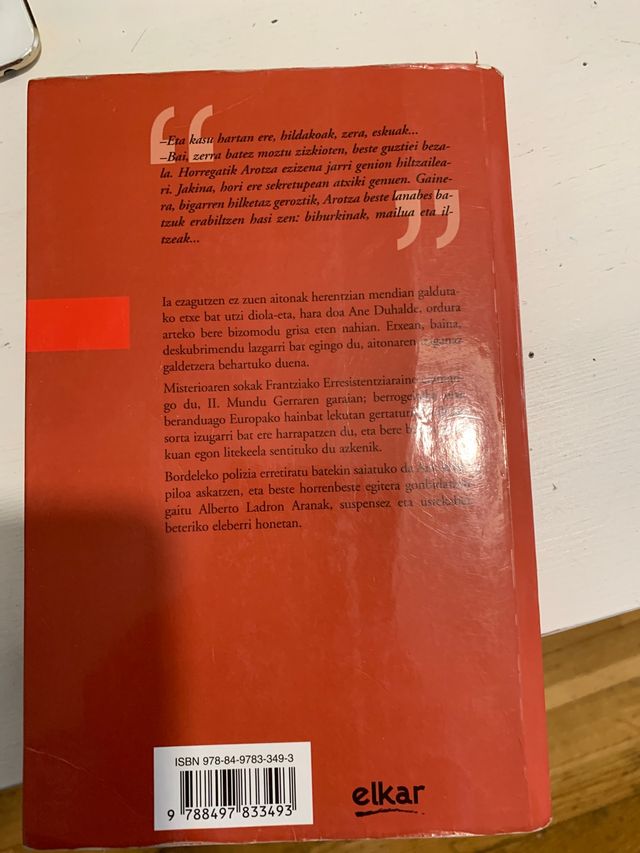 “
–Eta kasu hartan ere, hildakoak, zera, eskuak...
–Bai, zerra batez moztu zizkioten, beste guztiei beza-
la. Horregatik Arotza ezizena jarri genion hiltzailea-
ri. Jakina, hori ere sekretupean atxiki genuen. Gaine-
ra, bigarren hilketaz geroztik, Arotza beste lanabes ba-
tzuk erabiltzen hasi zen: bihurkinak, mailua eta il-
tzeak...
”
Ia ezagutzen ez zuen aitonak herentzian mendian galduta-
ko etxe bat utzi diola-eta, hara doa Ane Duhalde, ordura
arteko bere bizomodu grisa eten nahian. Etxean, baina,
deskubrimendu lazgarri bat egingo du, aitonaren
galdetzera behartuko duena.
Misterioaren sokak Frantziako Erresistentziaraino
go du, II. Mundu Gerraren garaian;
beranduago Europako hainbat lekutan
sorta izugarri bat ere harrapatzen du, eta bere
kuan egon litekeela sentituko du azkenik.
Bordeleko polizia erretiratu batekin saiatuko da
piloa askatzen, eta beste horrenbeste egitera
gaitu Alberto Ladron Aranak, suspensez eta
beteriko eleberri honetan.
ISBN 978-84-9783-349-3
9 788497 833493
elkar